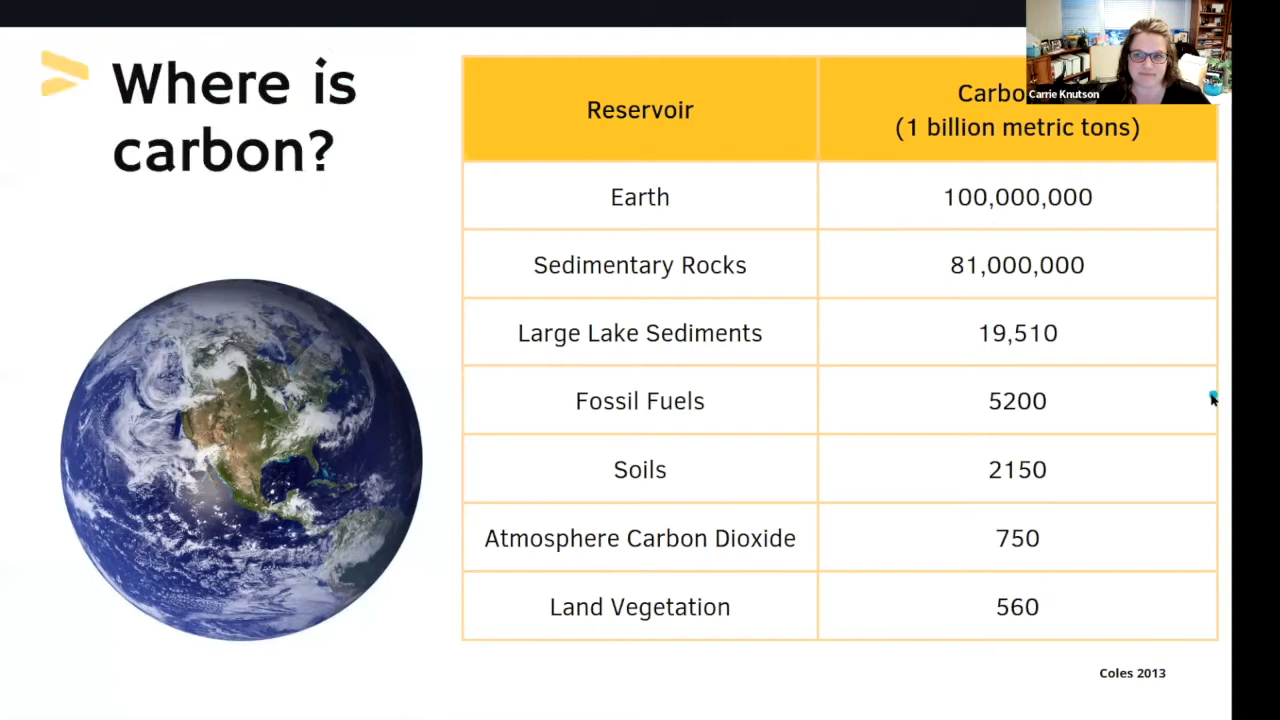 Where is
carbon?
Reservoir
Carbo
(1 billion metric tons)
Earth
100,000,000
Sedimentary Rocks
81,000,000
Large Lake Sediments
19,510
Fossil Fuels
5200
Soils
2150
Atmosphere Carbon Dioxide
750
Land Vegetation
560
Coles 2013
Carrie Knutson